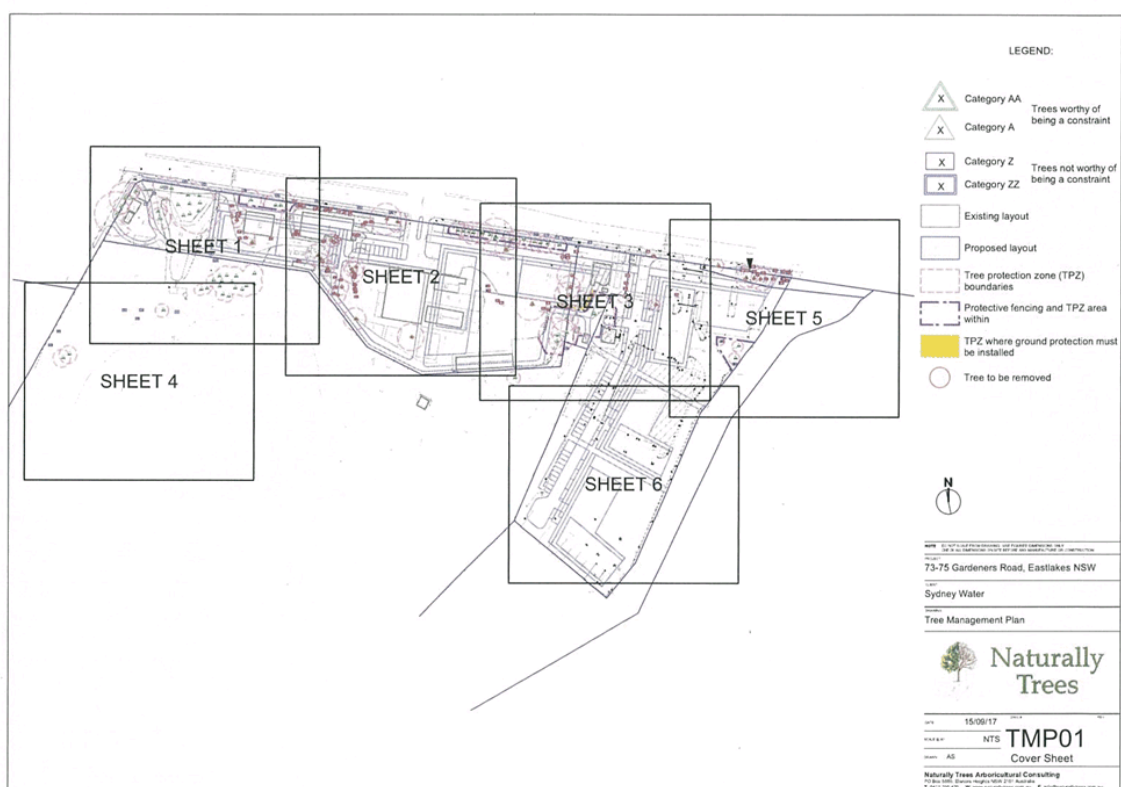 LEGEND:
X Category AA
Trees worthy of
being a constraint
X Category A
X Category Z
Trees not worthy of
being a constraint
X Category ZZ
Existing layout
Proposed layout
Tree protection zone (TPZ)
boundaries
Protective fencing and TPZ area
within
TPZ where ground protection must
be installed
Tree to be removed
SHEET 1
SHEET 2
SHEET 3
SHEET 5
SHEET 4
SHEET 6
N
73-75 Gardeners Road, Eastlakes NSW
Sydney Water
Tree Management Plan
Naturally
Trees
15/09/17
NTS
TMP01
AS
Cover Sheet
Naturally Trees Arboricultural Consulting